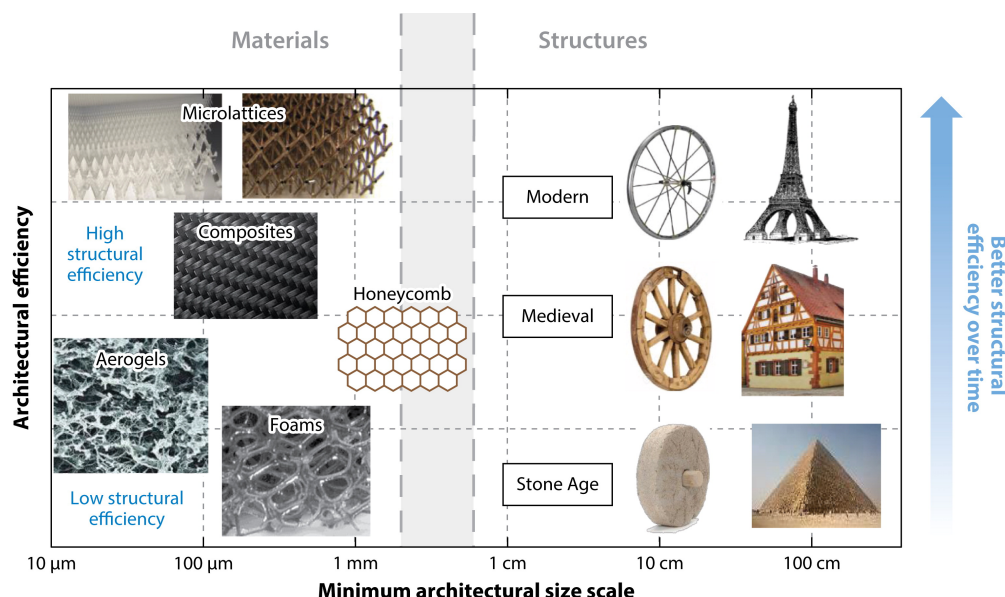 Materials
Structures
Microlattices
High
structural
efficiency
Composites
Honeycomb
Aerogels
Foams
Low structural
efficiency
Modern
Medieval
Stone Age
Architectural efficiency
Better structural
efficiency over time
10 µm
100 µm
1 mm
1 cm
10 cm
100 cm
Minimum architectural size scale